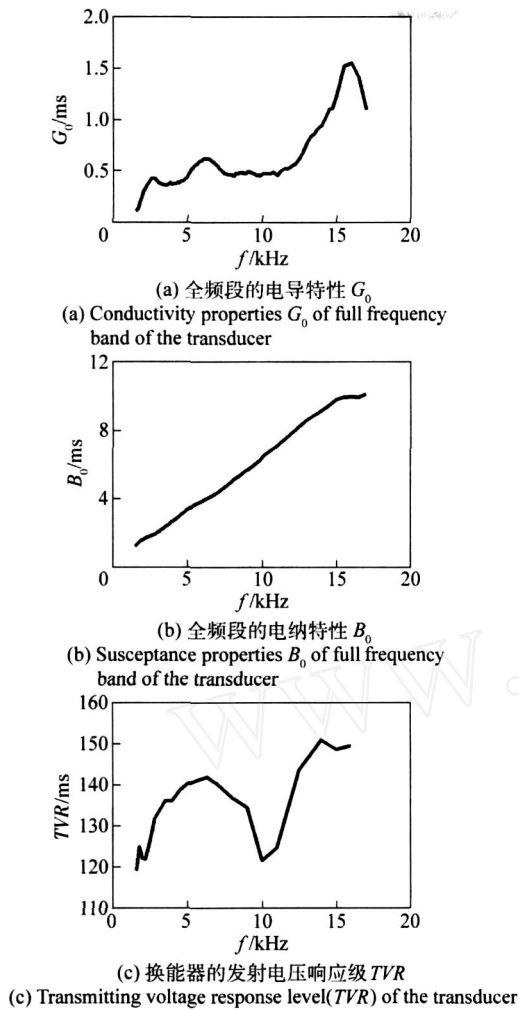 2.0
1.5
1.0
0.5
0
G₀/ms
5
10
15
20
f/kHz
(a) 全频段的电导特性 G₀
(a) Conductivity properties G₀ of full frequency
band of the transducer
12
8
4
0
B₀/ms
5
10
15
20
f/kHz
(b) 全频段的电纳特性 B₀
(b) Susceptance properties B₀ of full frequency
band of the transducer
160
150
140
130
120
110
TVR/ms
0
5
10
15
20
f/kHz
(c) 换能器的发射电压响应级TVR
(c) Transmitting voltage response level(TVR) of the transducer
www.